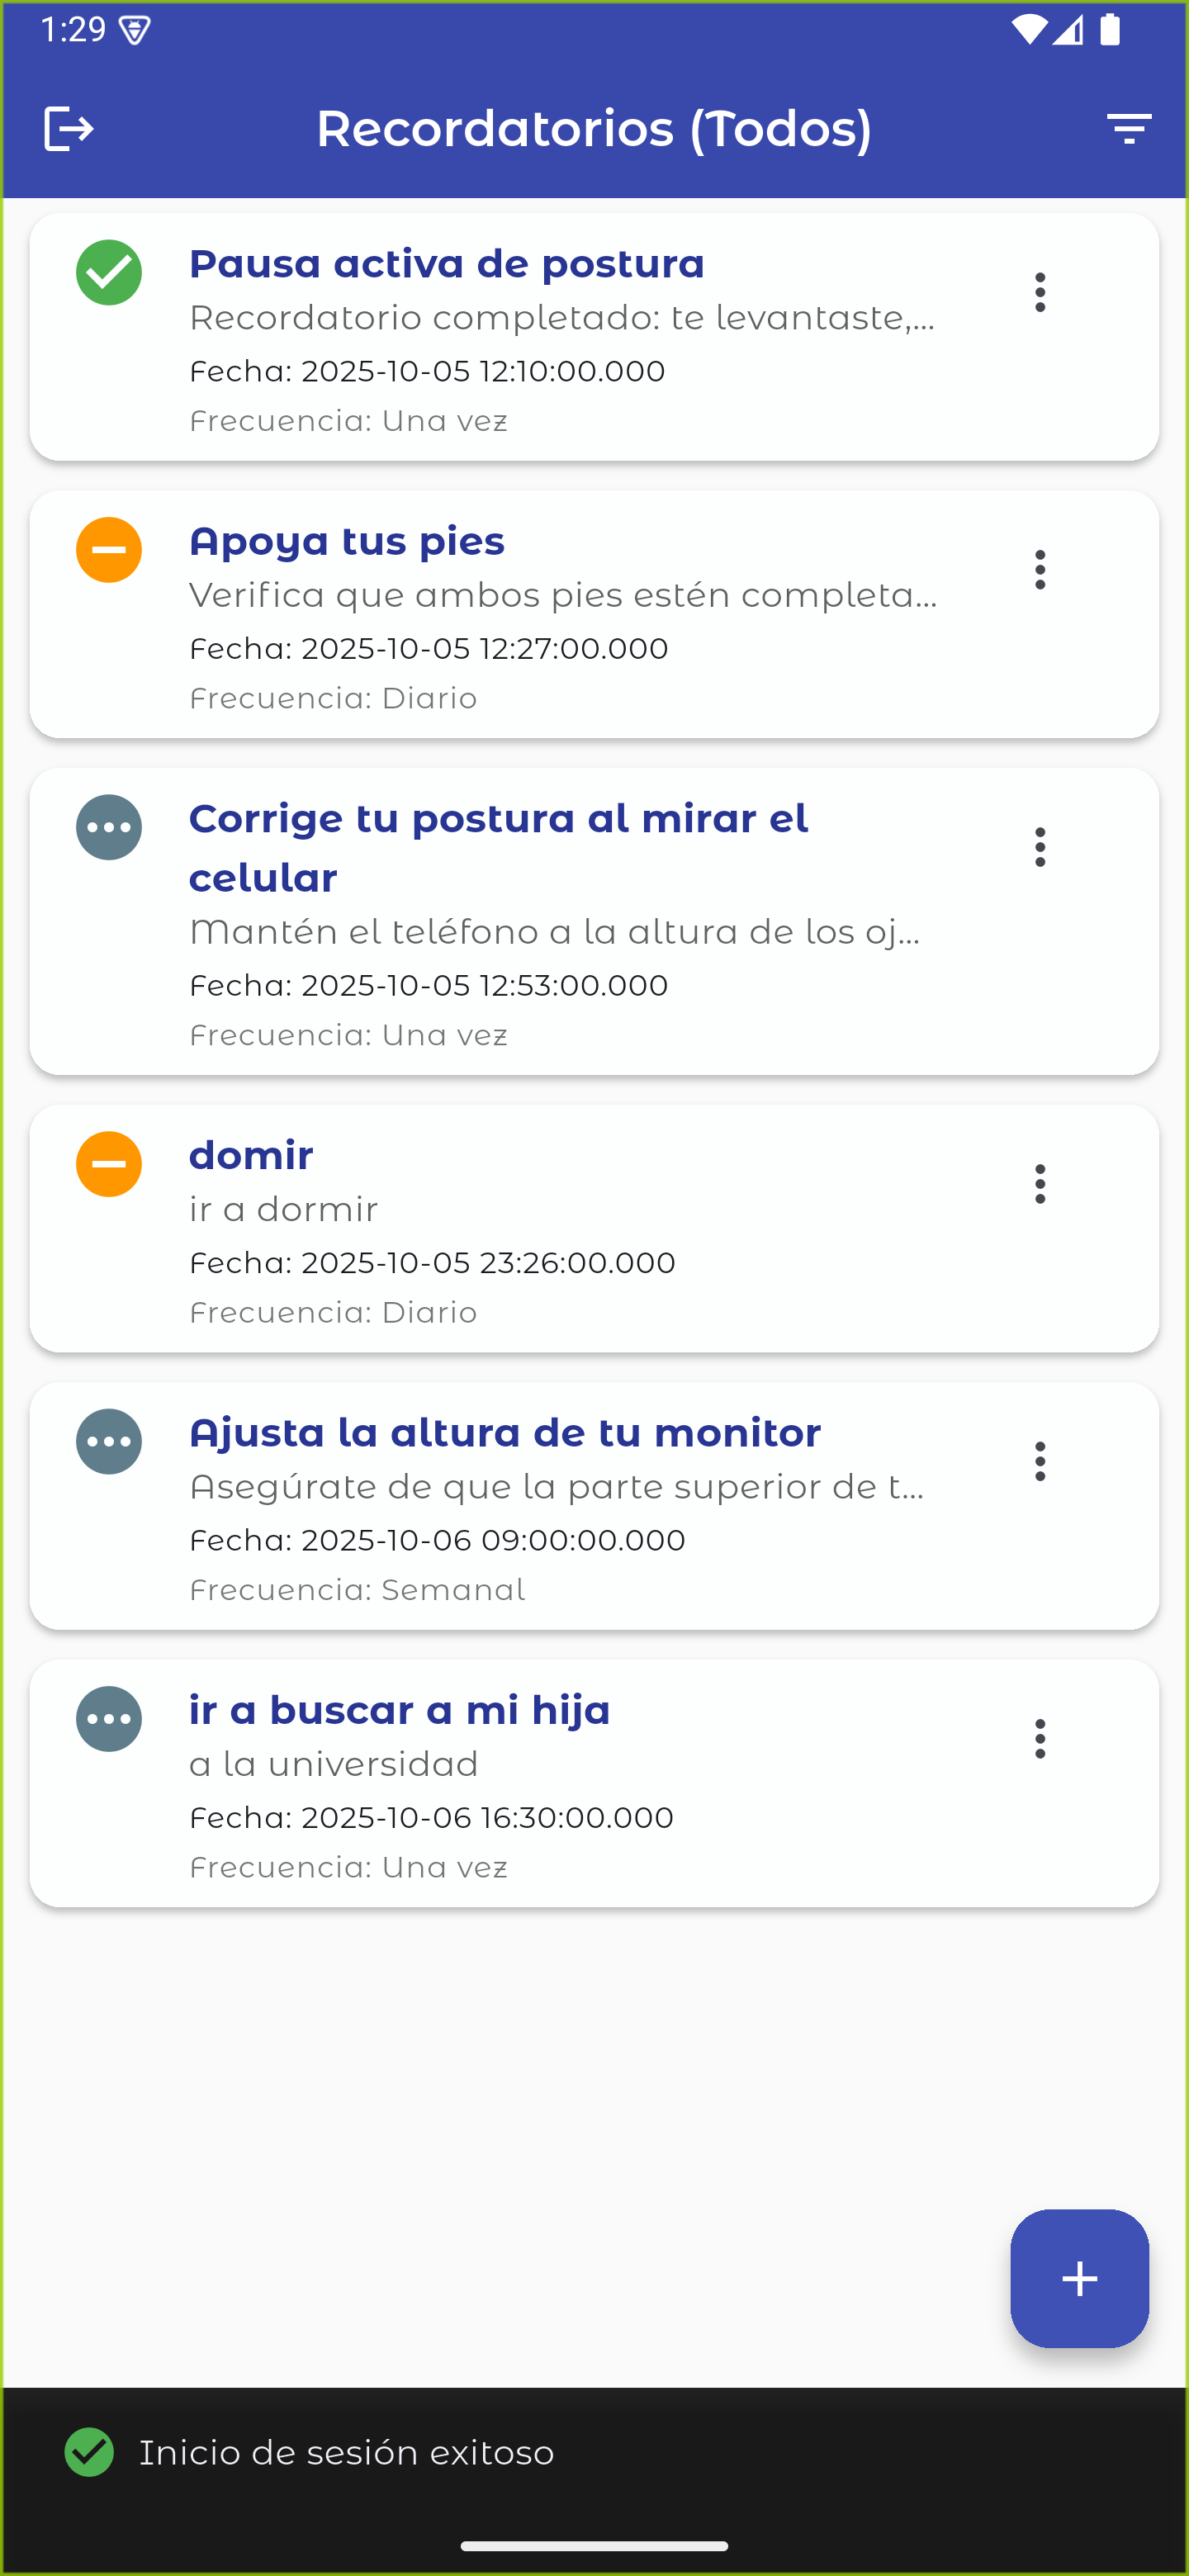 1:29
Recordatorios (Todos)
Pausa activa de postura
Recordatorio completado: te levantaste,...
Fecha: 2025-10-05 12:10:00.000
Frecuencia: Una vez
Apoya tus pies
Verifica que ambos pies estén completa...
Fecha: 2025-10-05 12:27:00.000
Frecuencia: Diario
Corrige tu postura al mirar el
celular
Mantén el teléfono a la altura de los oj...
Fecha: 2025-10-05 12:53:00.000
Frecuencia: Una vez
domir
ir a dormir
Fecha: 2025-10-05 23:26:00.000
Frecuencia: Diario
Ajusta la altura de tu monitor
Asegúrate de que la parte superior de t...
Fecha: 2025-10-06 09:00:00.000
Frecuencia: Semanal
ir a buscar a mi hija
a la universidad
Fecha: 2025-10-06 16:30:00.000
Frecuencia: Una vez
Inicio de sesión exitoso